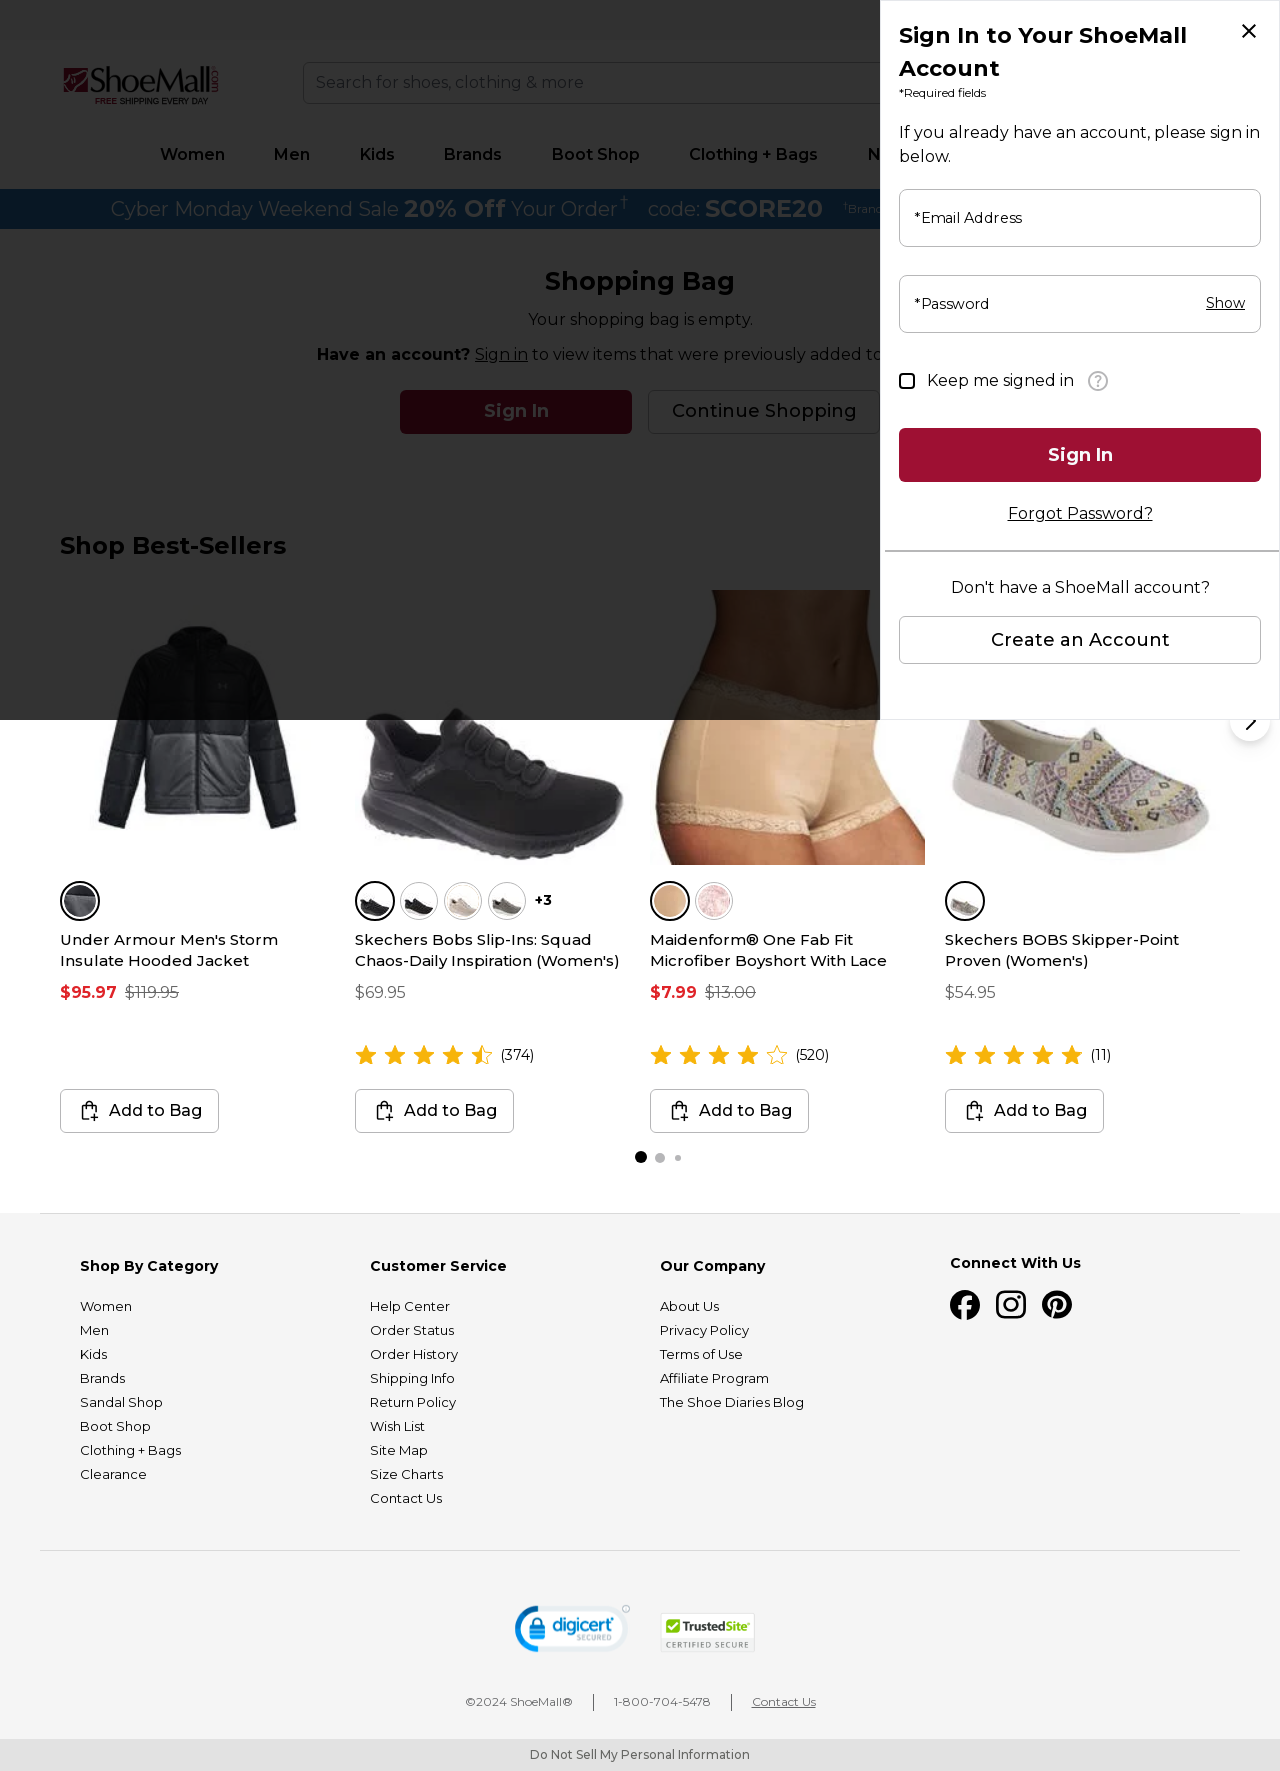 ShoeMall.com
FREE SHIPPING EVERY DAY
Search for shoes, clothing & more
Women
Men
Kids
Brands
Boot Shop
Clothing + Bags
Cyber Monday Weekend Sale 20% Off Your Order† code: SCORE20 †Brand
Shopping Bag
Your shopping bag is empty.
Have an account? Sign in to view items that were previously added to
Sign In
Continue Shopping
Sign In to Your ShoeMall
Account
*Required fields
If you already have an account, please sign in
below.
*Email Address
*Password
Show
Keep me signed in
?
Sign In
Forgot Password?
Don't have a ShoeMall account?
Create an Account
Shop Best-Sellers
Under Armour Men's Storm
Insulate Hooded Jacket
$95.97 $119.95
Add to Bag
+3
Skechers Bobs Slip-Ins: Squad
Chaos-Daily Inspiration (Women's)
$69.95
(374)
Add to Bag
Maidenform® One Fab Fit
Microfiber Boyshort With Lace
$7.99 $13.00
(520)
Add to Bag
Skechers BOBS Skipper-Point
Proven (Women's)
$54.95
(11)
Add to Bag
Shop By Category
Women
Men
Kids
Brands
Sandal Shop
Boot Shop
Clothing + Bags
Clearance
Customer Service
Help Center
Order Status
Order History
Shipping Info
Return Policy
Wish List
Site Map
Size Charts
Contact Us
Our Company
About Us
Privacy Policy
Terms of Use
Affiliate Program
The Shoe Diaries Blog
Connect With Us
digicert
SECURED
TrustedSite
CERTIFIED SECURE
©2024 ShoeMall®
1-800-704-5478
Contact Us
Do Not Sell My Personal Information